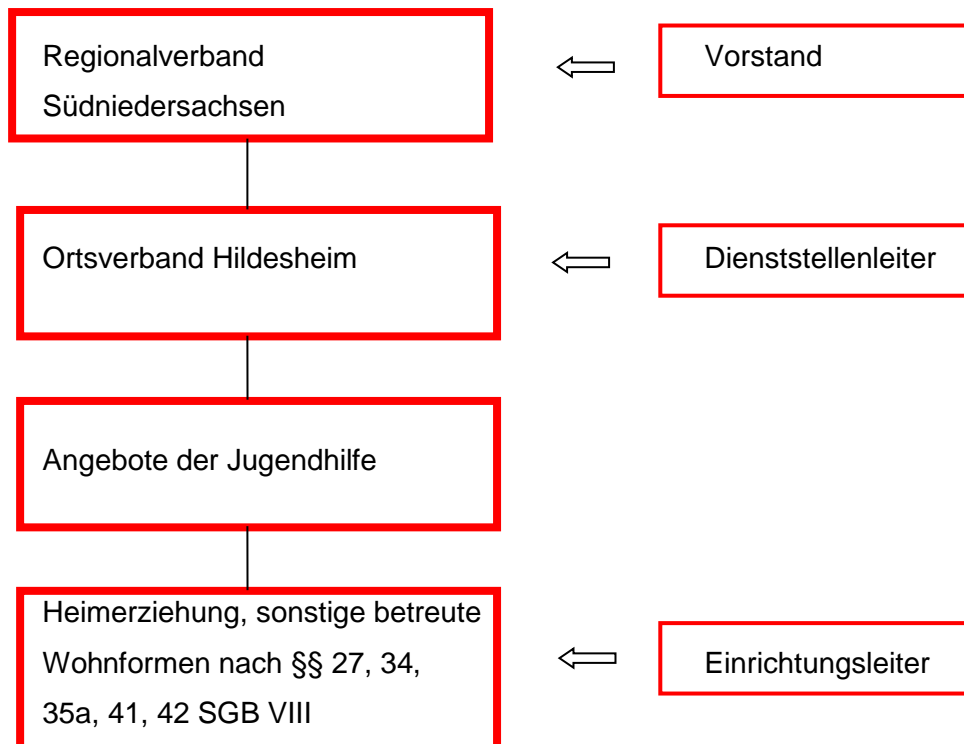 Regionalverband
Südniedersachsen
Vorstand
Ortsverband Hildesheim
Dienststellenleiter
Angebote der Jugendhilfe
Heimerziehung, sonstige betreute
Wohnformen nach §§ 27, 34,
35a, 41, 42 SGB VIII
Einrichtungsleiter